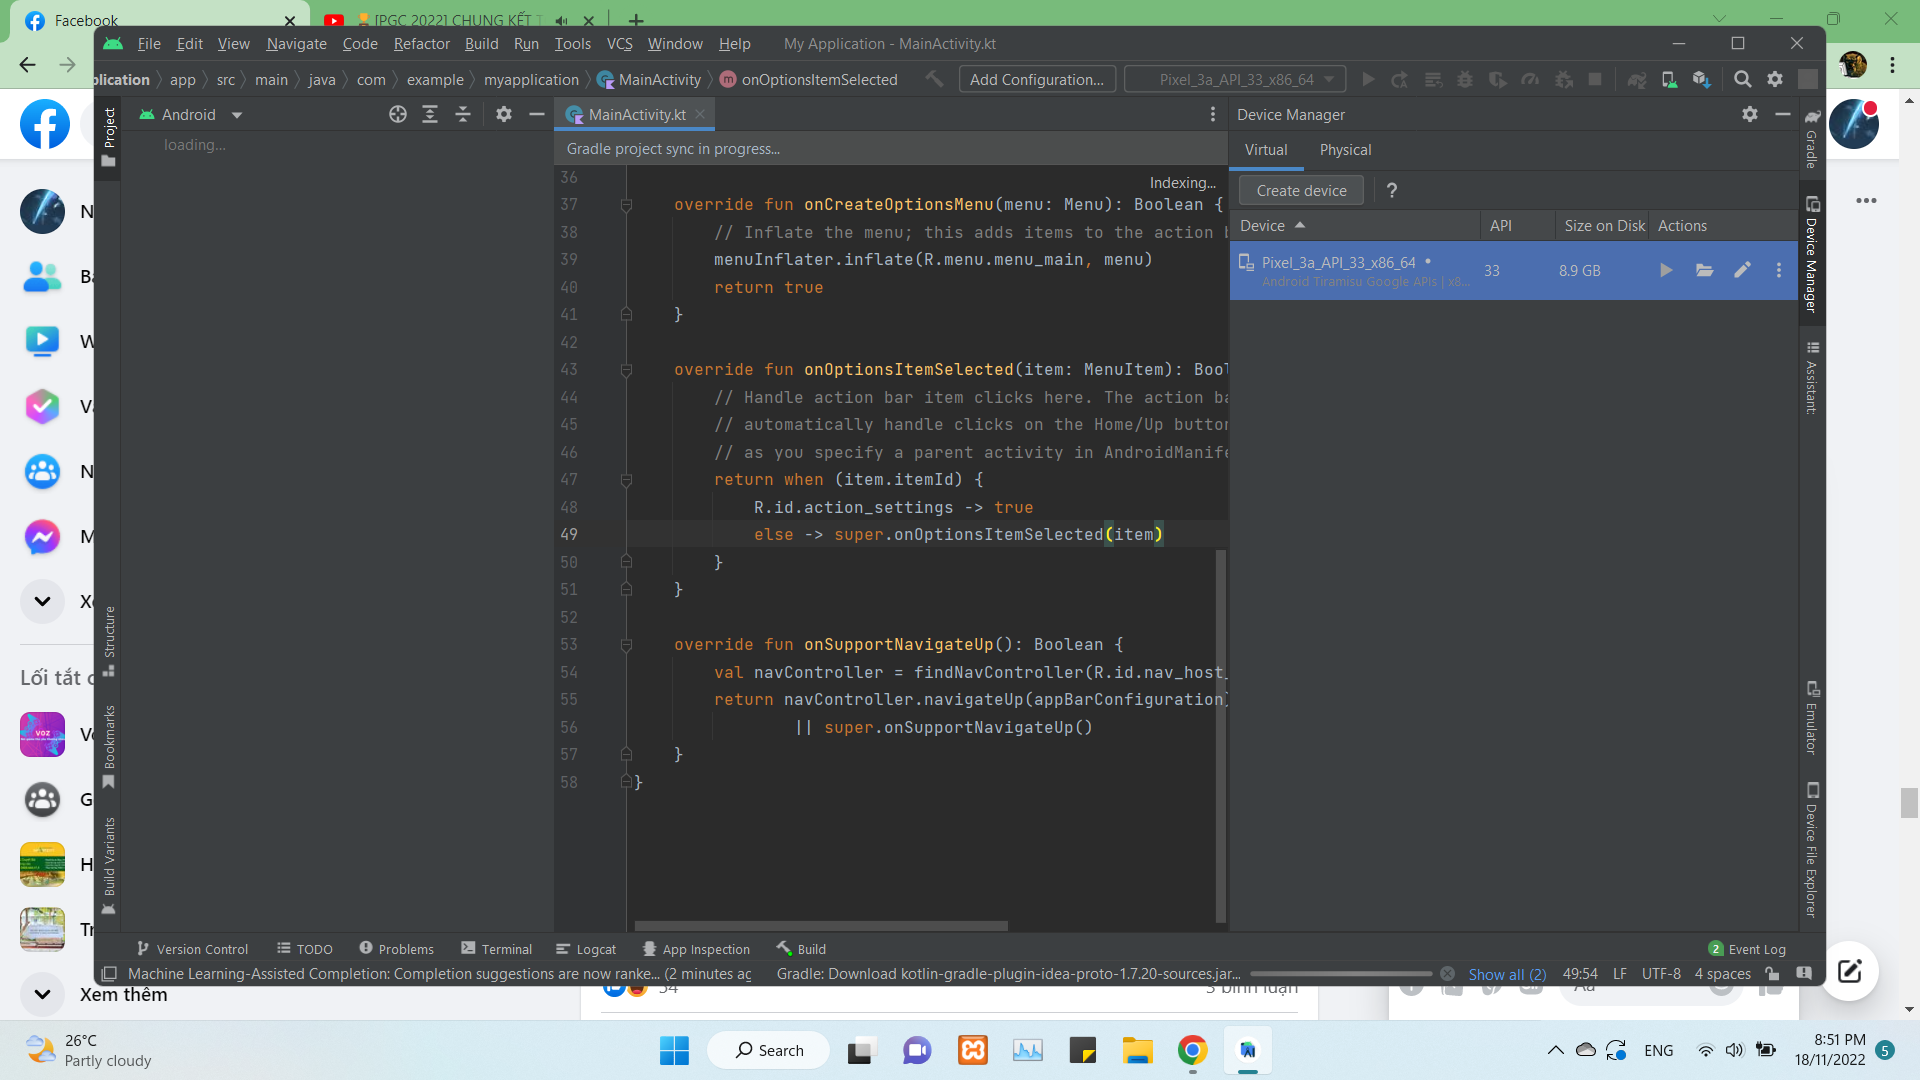 Facebook
[PGC 2022] CHUNG KẾT T
File Edit View Navigate Code Refactor Build Run Tools VCS Window Help My Application - MainActivity.kt
plication app src main java com example myapplication MainActivity m onOptionsItemSelected Add Configuration... Pixel_3a_API_33_x86_64
Project
Android
loading...
MainActivity.kt
Gradle project sync in progress...
Indexing...
36
37 override fun onCreateOptionsMenu(menu: Menu): Boolean {
38 // Inflate the menu; this adds items to the action b
39 menuInflater.inflate(R.menu.menu_main, menu)
40 return true
41 }
42
43 override fun onOptionsItemSelected(item: MenuItem): Bool
44 // Handle action bar item clicks here. The action ba
45 // automatically handle clicks on the Home/Up button
46 // as you specify a parent activity in AndroidManife
47 return when (item.itemId) {
48 R.id.action_settings -> true
49 else -> super.onOptionsItemSelected(item)
50 }
51 }
52
53 override fun onSupportNavigateUp(): Boolean {
54 val navController = findNavController(R.id.nav_host_
55 return navController.navigateUp(appBarConfiguration)
56 || super.onSupportNavigateUp()
57 }
58 }
Device Manager
Virtual Physical
Create device ?
Device API Size on Disk Actions
Pixel_3a_API_33_x86_64 33 8.9 GB
Android Tiramisu Google APIs | x8...
Gradle
Device Manager
Assistant:
Emulator
Device File Explorer
Structure
Bookmarks
Build Variants
N
Ba
W
N
M
Xe
Lối tắt c
voz
G
H
Tr
Xem thêm
Version Control TODO Problems Terminal Logcat App Inspection Build 2 Event Log
Machine Learning-Assisted Completion: Completion suggestions are now ranke... (2 minutes ag Gradle: Download kotlin-gradle-plugin-idea-proto-1.7.20-sources.jar... Show all (2) 49:54 LF UTF-8 4 spaces
54 3 bình luận
Aa
26°C
Partly cloudy
Search
ENG
8:51 PM
18/11/2022
5